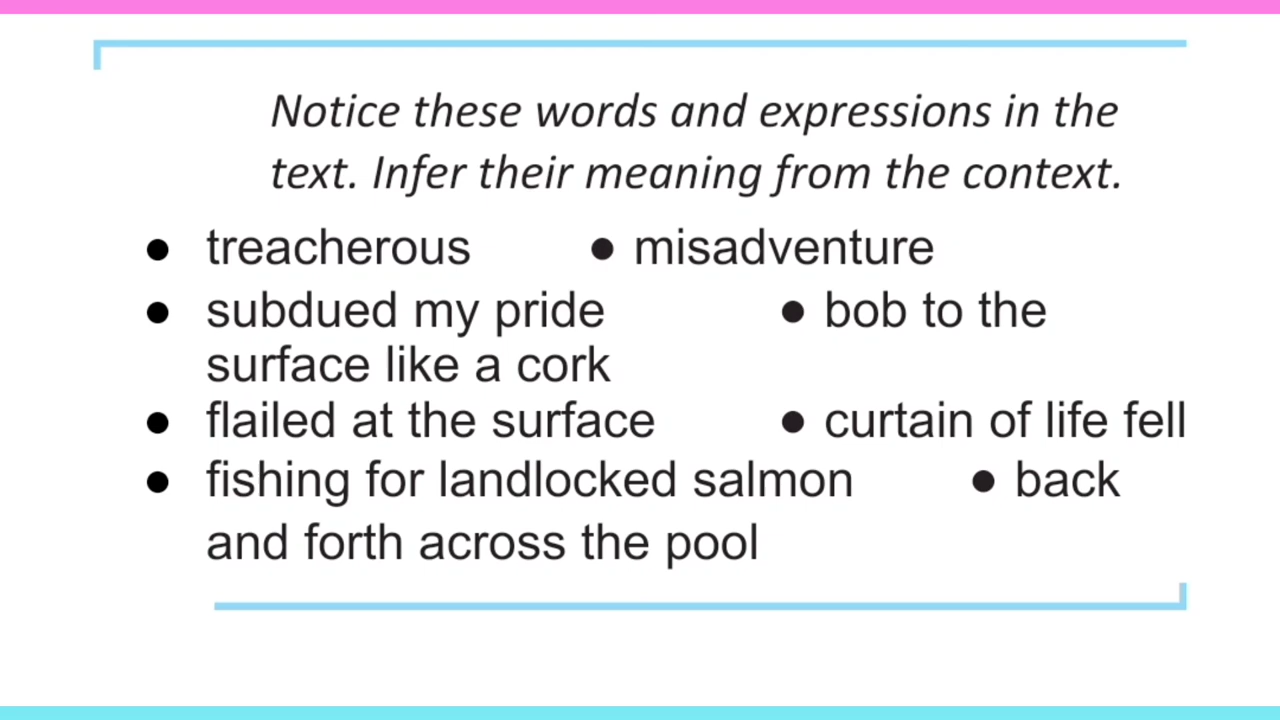 Notice these words and expressions in the
text. Infer their meaning from the context.
● treacherous ● misadventure
● subdued my pride ● bob to the
surface like a cork
● flailed at the surface ● curtain of life fell
● fishing for landlocked salmon ● back
and forth across the pool